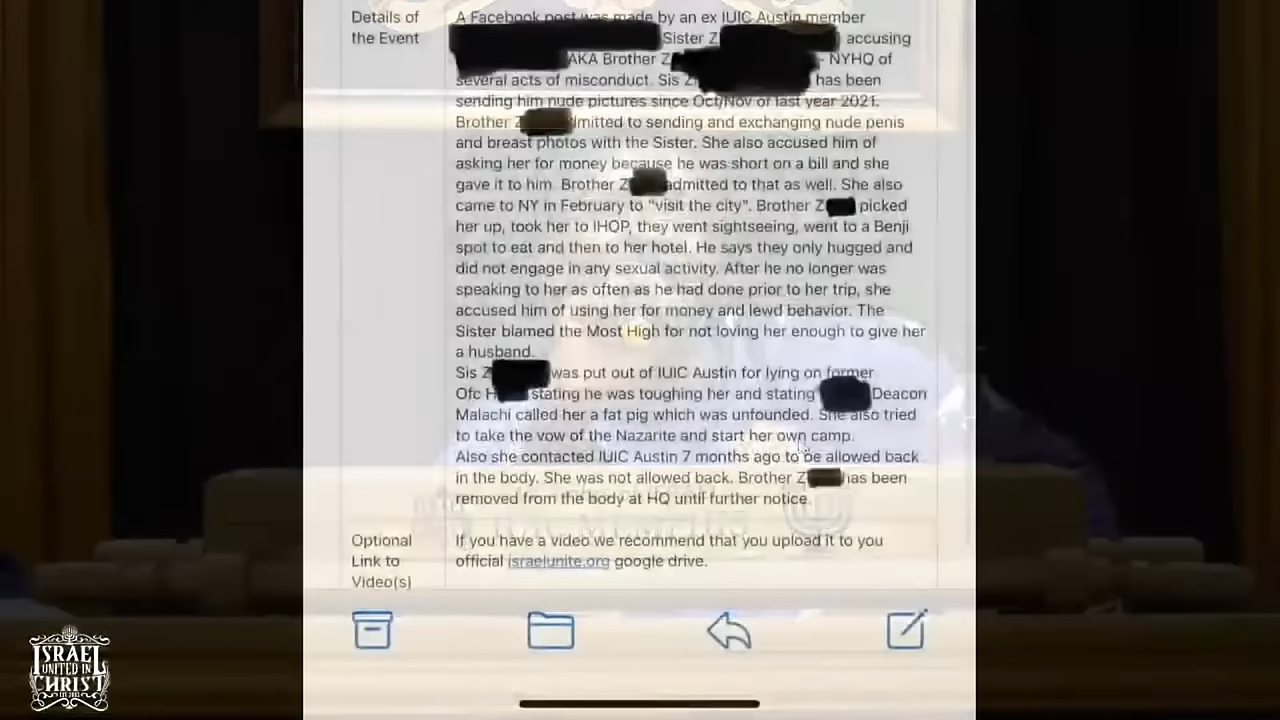 Details of
the Event
A Facebook post was made by an ex IUIC Austin member
Sister Z accusing
AKA Brother Z - NYHQ of
several acts of misconduct. Sis Z has been
sending him nude pictures since Oct/Nov of last year 2021.
Brother Z dmitted to sending and exchanging nude penis
and breast photos with the Sister. She also accused him of
asking her for money because he was short on a bill and she
gave it to him. Brother Z admitted to that as well. She also
came to NY in February to "visit the city". Brother Z picked
her up, took her to IHOP, they went sightseeing, went to a Benji
spot to eat and then to her hotel. He says they only hugged and
did not engage in any sexual activity. After he no longer was
speaking to her as often as he had done prior to her trip, she
accused him of using her for money and lewd behavior. The
Sister blamed the Most High for not loving her enough to give her
a husband.
Sis Z was put out of IUIC Austin for lying on former
Ofc H stating he was toughing her and stating Deacon
Malachi called her a fat pig which was unfounded. She also tried
to take the vow of the Nazarite and start her own camp.
Also she contacted IUIC Austin 7 months ago to be allowed back
in the body. She was not allowed back. Brother Z has been
removed from the body at HQ until further notice.
Optional
Link to
Video(s)
If you have a video we recommend that you upload it to you
official israelunite.org google drive.
ISRAEL
UNITED IN
CHRIST